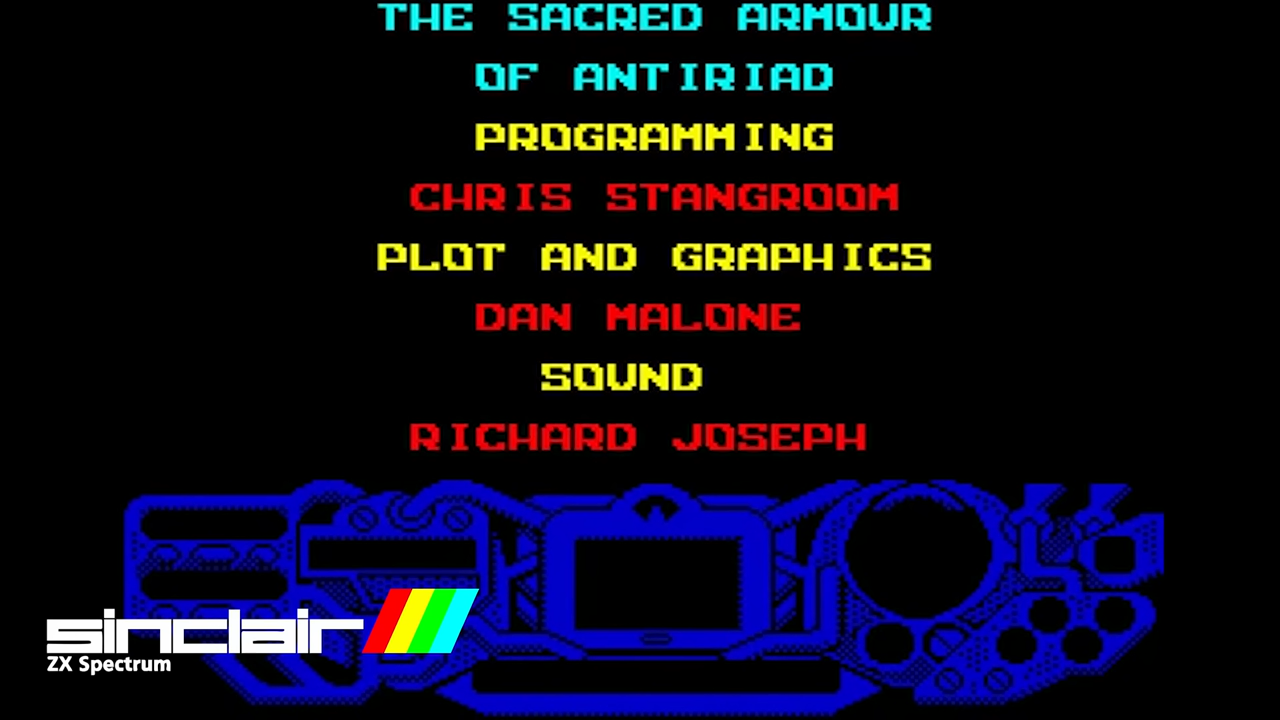 THE SACRED ARMOUR
OF ANTIRIAD
PROGRAMMING
CHRIS STANGROOM
PLOT AND GRAPHICS
DAN MALONE
SOUND
RICHARD JOSEPH
sinclair
ZX Spectrum